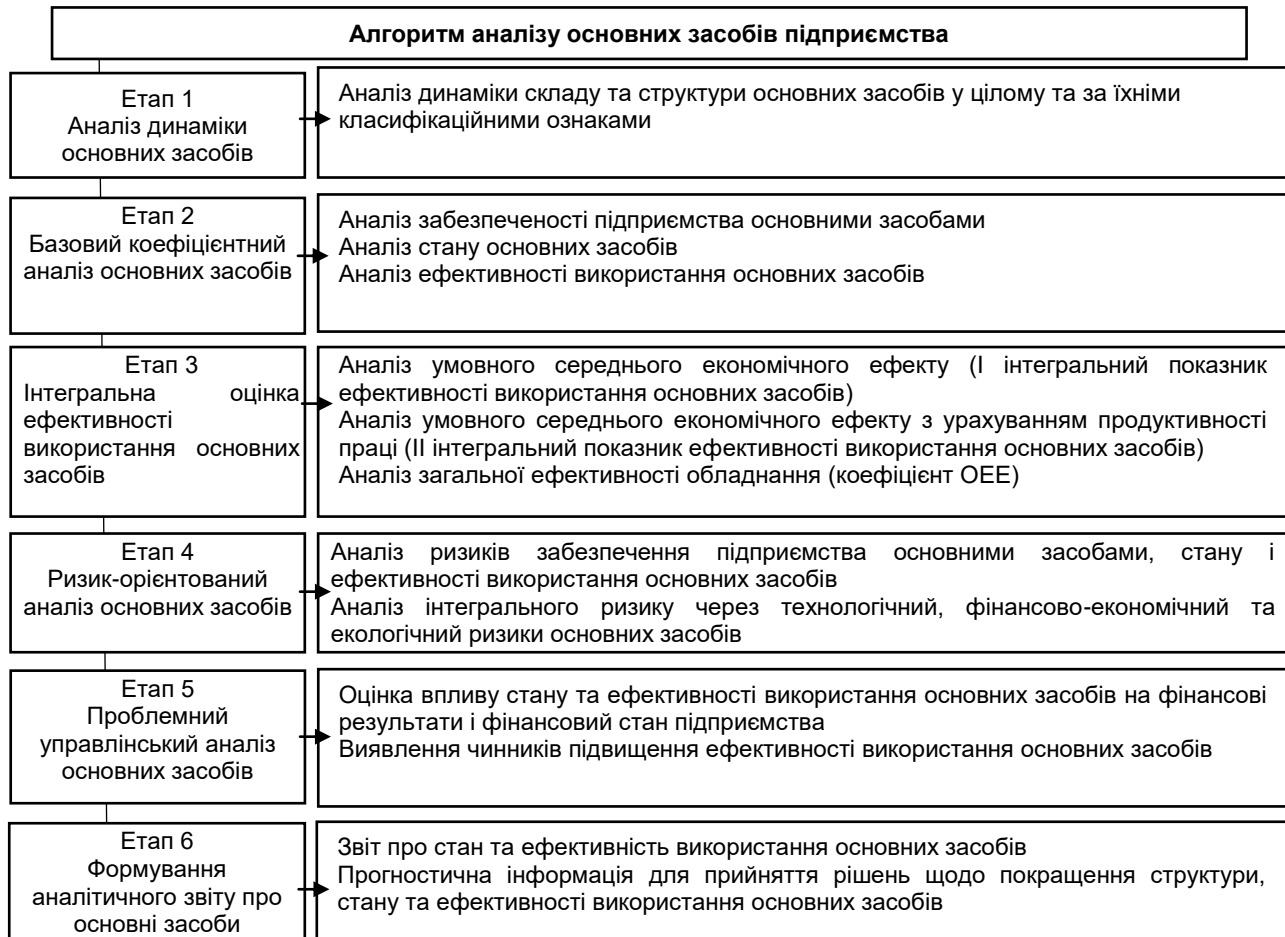 Алгоритм аналізу основних засобів підприємства
Етап 1
Аналіз динаміки
основних засобів
Аналіз динаміки складу та структури основних засобів у цілому та за їхніми
класифікаційними ознаками
Етап 2
Базовий коефіцієнтний
аналіз основних засобів
Аналіз забезпеченості підприємства основними засобами
Аналіз стану основних засобів
Аналіз ефективності використання основних засобів
Етап 3
Інтегральна оцінка
ефективності
використання основних
засобів
Аналіз умовного середнього економічного ефекту (І інтегральний показник
ефективності використання основних засобів)
Аналіз умовного середнього економічного ефекту з урахуванням продуктивності
праці (ІІ інтегральний показник ефективності використання основних засобів)
Аналіз загальної ефективності обладнання (коефіцієнт ОЕЕ)
Етап 4
Ризик-орієнтований
аналіз основних засобів
Аналіз ризиків забезпечення підприємства основними засобами, стану і
ефективності використання основних засобів
Аналіз інтегрального ризику через технологічний, фінансово-економічний та
екологічний ризики основних засобів
Етап 5
Проблемний
управлінський аналіз
основних засобів
Оцінка впливу стану та ефективності використання основних засобів на фінансові
результати і фінансовий стан підприємства
Виявлення чинників підвищення ефективності використання основних засобів
Етап 6
Формування
аналітичного звіту про
основні засоби
Звіт про стан та ефективність використання основних засобів
Прогностична інформація для прийняття рішень щодо покращення структури,
стану та ефективності використання основних засобів